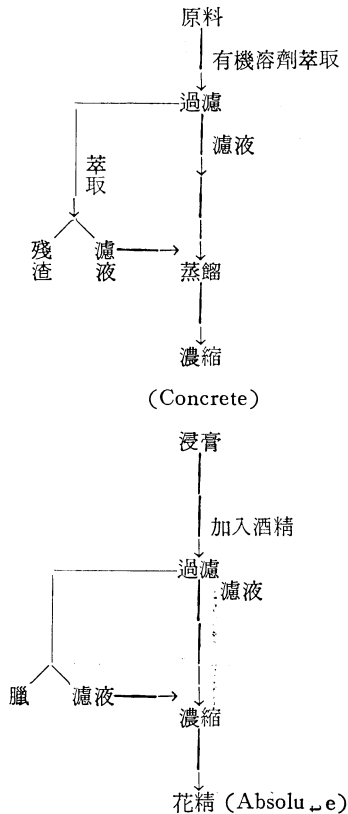 原料
有機溶劑萃取
過濾
濾液
萃取
殘渣
濾液
蒸餾
濃縮
(Concrete)
浸膏
加入酒精
過濾
濾液
臘
濾液
濃縮
花精 (Absolu e)